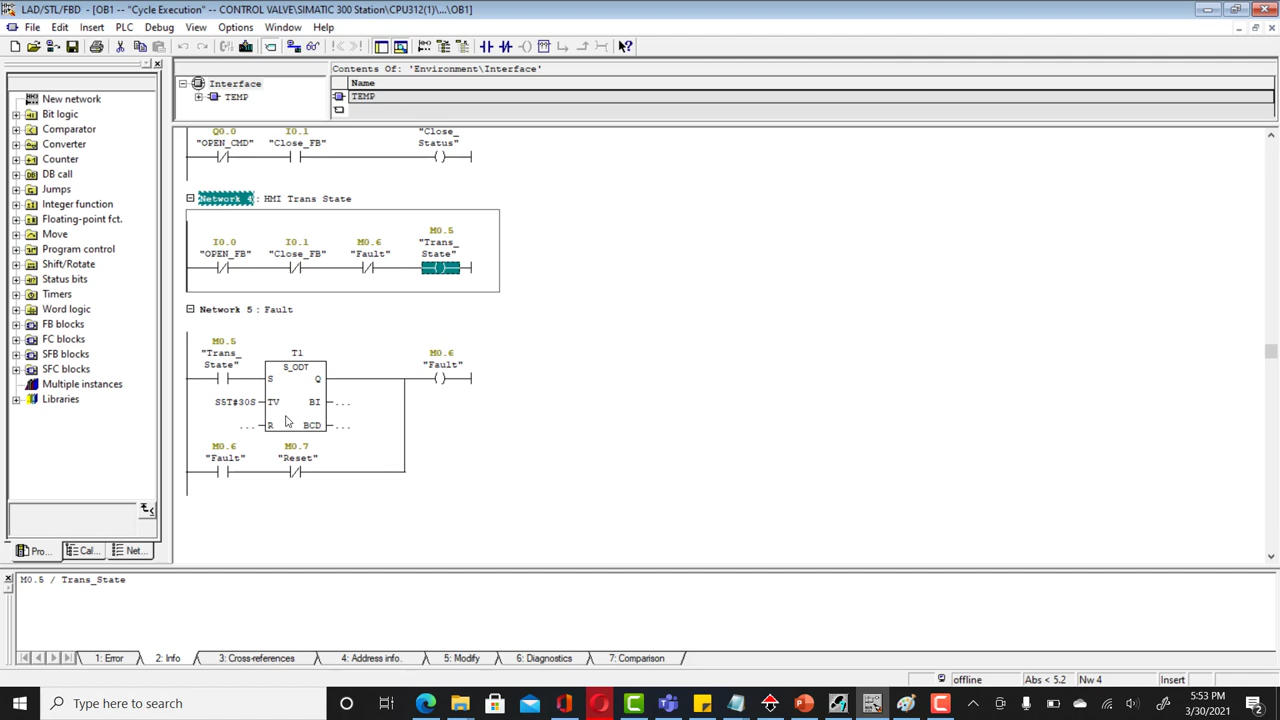 LAD/STL/FBD - [OB1 -- "Cycle Execution" -- CONTROL VALVE\SIMATIC 300 Station\CPU312(1)\...\OB1]
File Edit Insert PLC Debug View Options Window Help
Contents Of: 'Environment\Interface'
Interface
TEMP
Name
TEMP
New network
Bit logic
Comparator
Converter
Counter
DB call
Jumps
Integer function
Floating-point fct.
Move
Program control
Shift/Rotate
Status bits
Timers
Word logic
FB blocks
FC blocks
SFB blocks
SFC blocks
Multiple instances
Libraries
Pro...
Cal...
Net...
Q0.0 I0.1 "Close_
"OPEN_CMD" "Close_FB" Status"
Network 4 : HMI Trans State
M0.5
I0.0 I0.1 M0.6 "Trans_
"OPEN_FB" "Close_FB" "Fault" State"
Network 5 : Fault
M0.5
"Trans_ T1 M0.6
State" S_ODT "Fault"
S Q
S5T#30S TV BI ...
... R BCD ...
M0.6 M0.7
"Fault" "Reset"
M0.5 / Trans_State
1: Error 2: Info 3: Cross-references 4: Address info. 5: Modify 6: Diagnostics 7: Comparison
offline Abs < 5.2 Nw 4 Insert
Type here to search
5:53 PM
3/30/2021
2